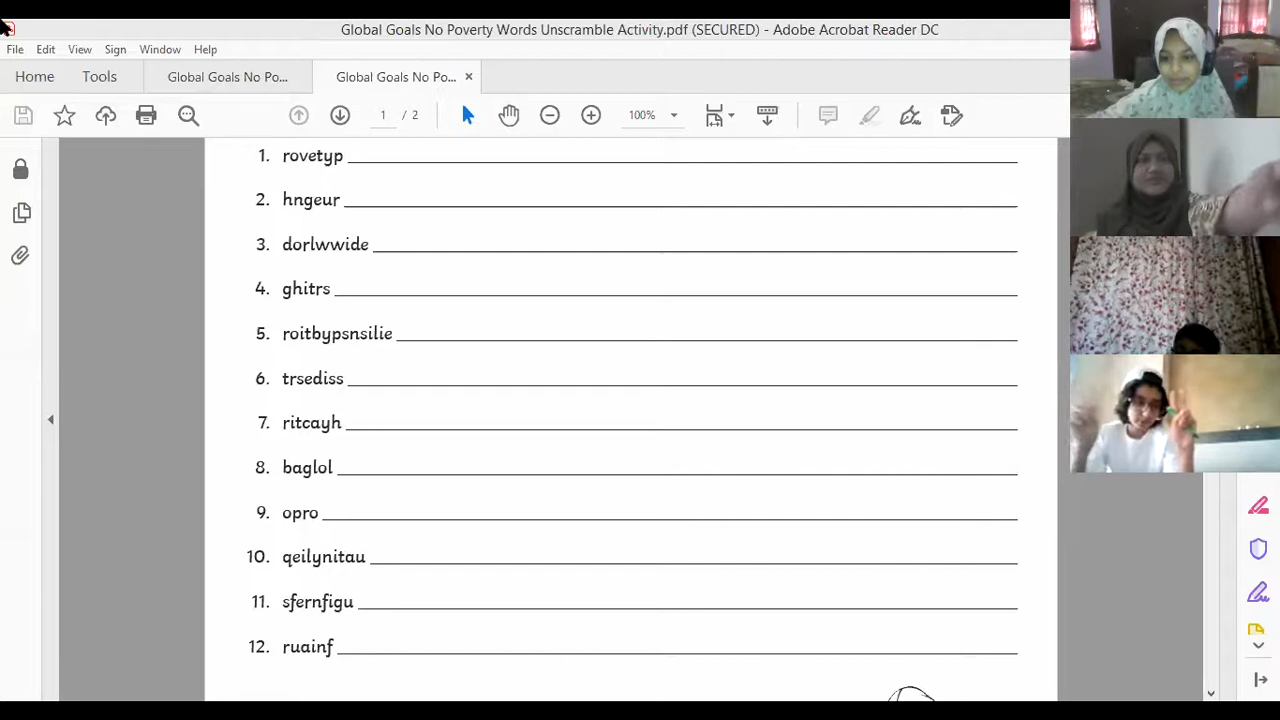 Global Goals No Poverty Words Unscramble Activity.pdf (SECURED) - Adobe Acrobat Reader DC
File Edit View Sign Window Help
Home Tools Global Goals No Po... Global Goals No Po... ×
1 / 2 100%
1. rovetyp
2. hngeur
3. dorlwwide
4. ghitrs
5. roitbypsnsilie
6. trsediss
7. ritcayh
8. baglol
9. opro
10. qeilynitau
11. sfernfigu
12. ruainf